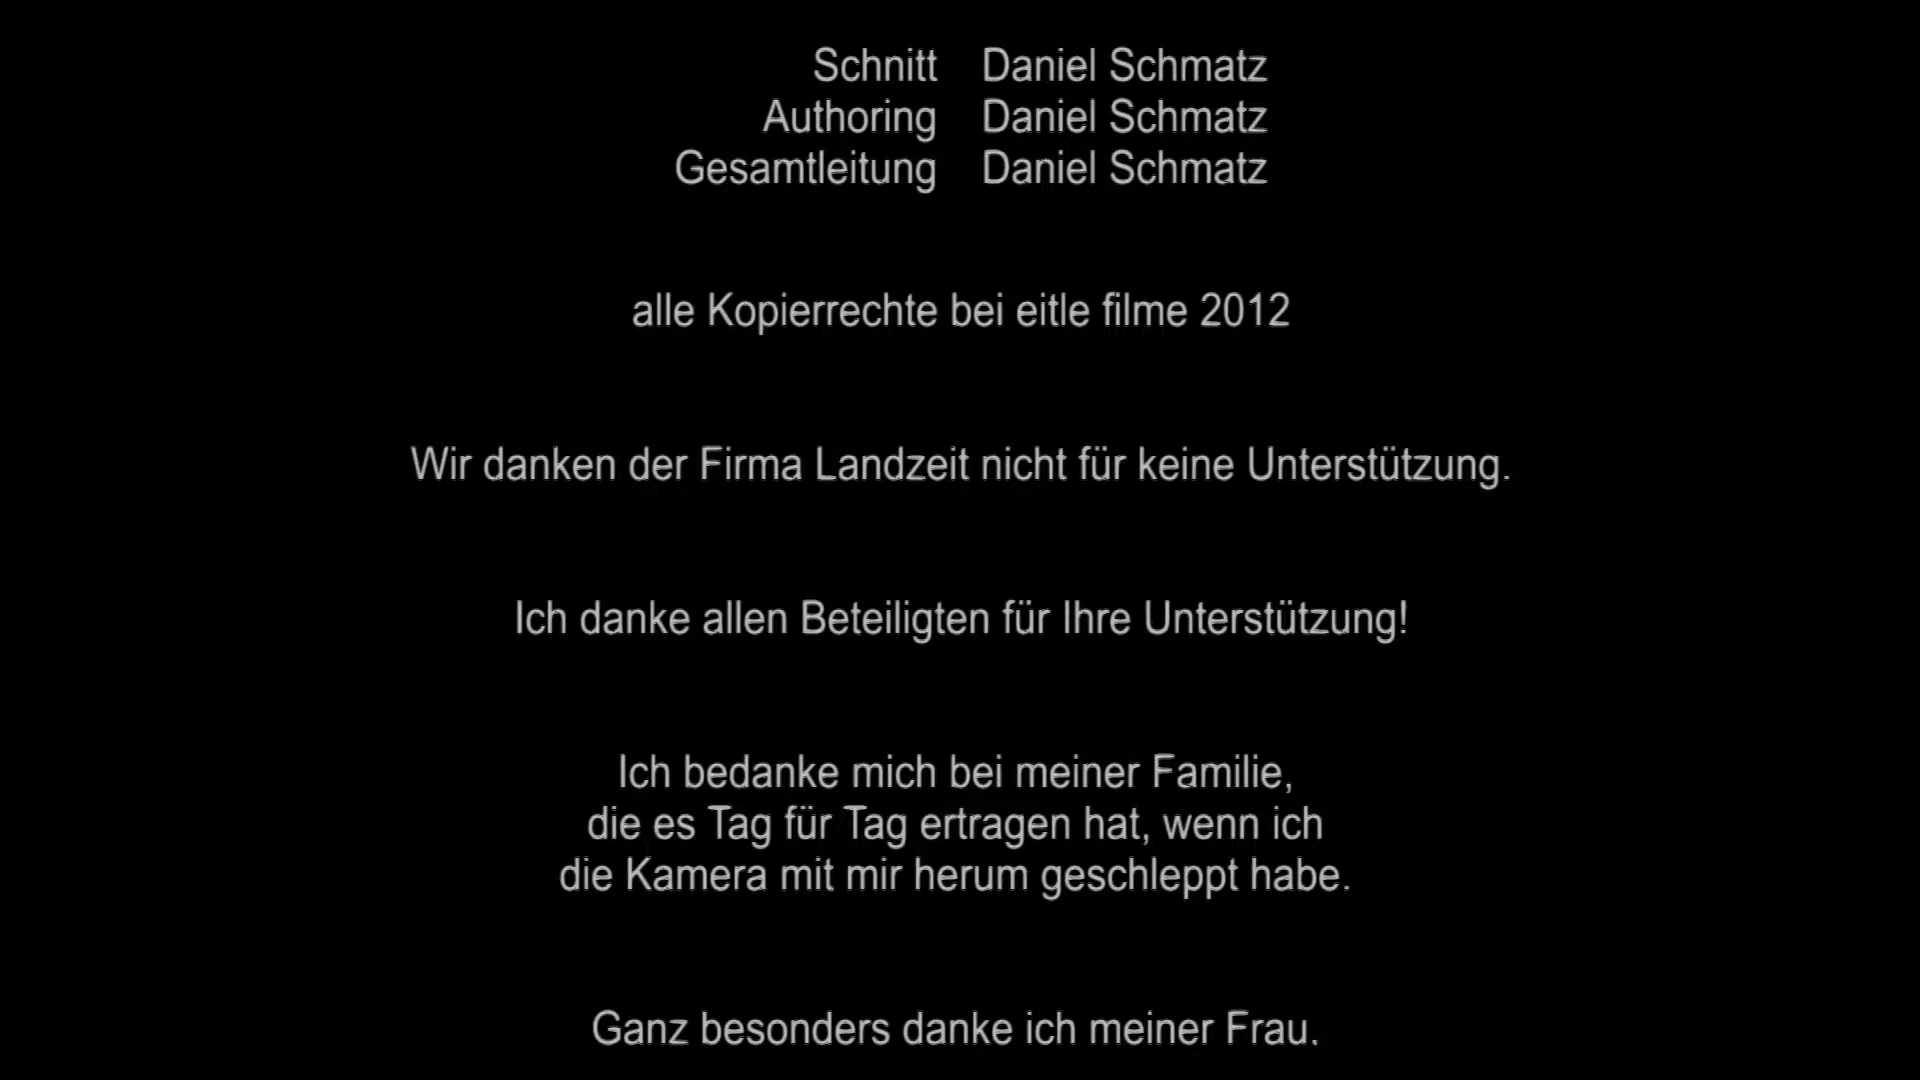 Schnitt Daniel Schmatz
Authoring Daniel Schmatz
Gesamtleitung Daniel Schmatz
alle Kopierrechte bei eitle filme 2012
Wir danken der Firma Landzeit nicht für keine Unterstützung.
Ich danke allen Beteiligten für Ihre Unterstützung!
Ich bedanke mich bei meiner Familie,
die es Tag für Tag ertragen hat, wenn ich
die Kamera mit mir herum geschleppt habe.
Ganz besonders danke ich meiner Frau.